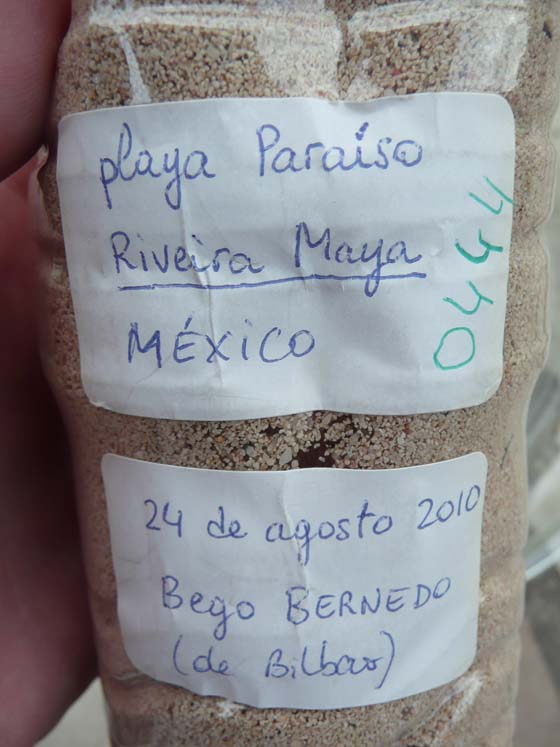 playa Paraíso
Riveira Maya
MÉXICO
0444
24 de agosto 2010
Bego BERNEDO
(de Bilbao)